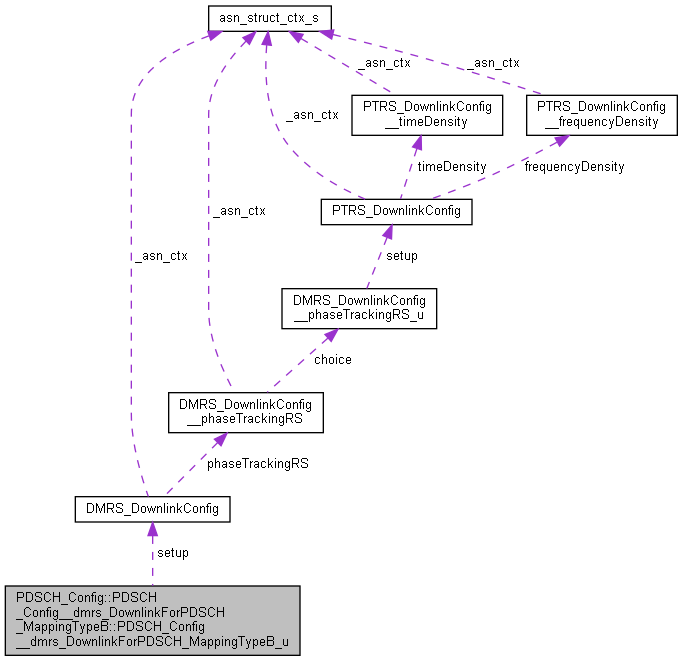 asn_struct_ctx_s
_asn_ctx
_asn_ctx
PTRS_DownlinkConfig
__timeDensity
PTRS_DownlinkConfig
__frequencyDensity
_asn_ctx
timeDensity
frequencyDensity
PTRS_DownlinkConfig
_asn_ctx
_asn_ctx
setup
DMRS_DownlinkConfig
__phaseTrackingRS_u
choice
DMRS_DownlinkConfig
__phaseTrackingRS
phaseTrackingRS
DMRS_DownlinkConfig
setup
PDSCH_Config::PDSCH
_Config__dmrs_DownlinkForPDSCH
_MappingTypeB::PDSCH_Config
__dmrs_DownlinkForPDSCH_MappingTypeB_u